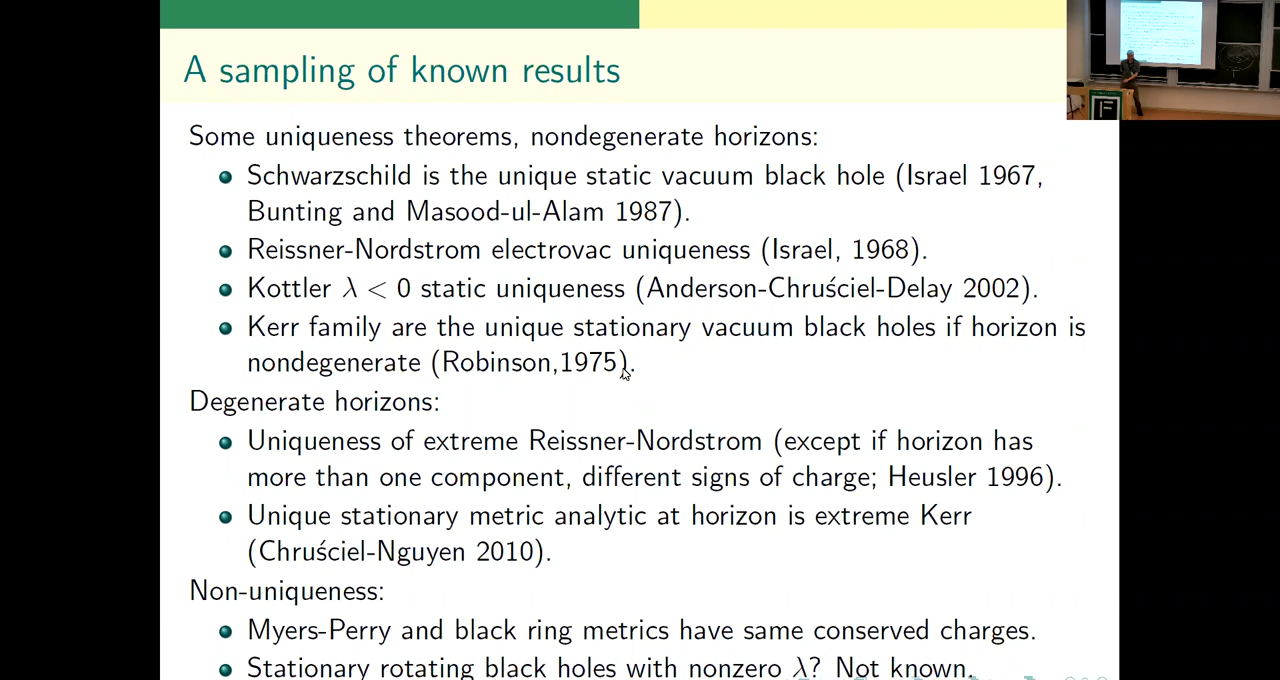 A sampling of known results
Some uniqueness theorems, nondegenerate horizons:
Schwarzschild is the unique static vacuum black hole (Israel 1967,
Bunting and Masood-ul-Alam 1987).
Reissner-Nordstrom electrovac uniqueness (Israel, 1968).
Kottler λ < 0 static uniqueness (Anderson-Chruściel-Delay 2002).
Kerr family are the unique stationary vacuum black holes if horizon is
nondegenerate (Robinson,1975).
Degenerate horizons:
Uniqueness of extreme Reissner-Nordstrom (except if horizon has
more than one component, different signs of charge; Heusler 1996).
Unique stationary metric analytic at horizon is extreme Kerr
(Chruściel-Nguyen 2010).
Non-uniqueness:
Myers-Perry and black ring metrics have same conserved charges.
Stationary rotating black holes with nonzero λ? Not known.